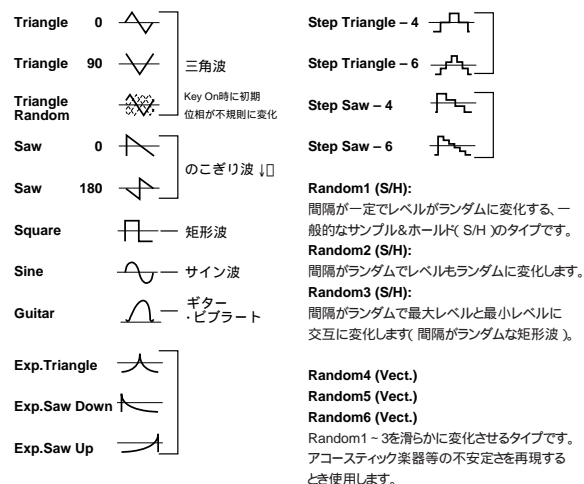 Triangle 0
Triangle 90
三角波
Triangle
Random
Key On時に初期
位相が不規則に変化
Saw 0
Saw 180
のこぎり波 ↓
Square
矩形波
Sine
サイン波
Guitar
ギター
・ビブラート
Exp.Triangle
Exp.Saw Down
Exp.Saw Up
Step Triangle – 4
Step Triangle – 6
Step Saw – 4
Step Saw – 6
Random1 (S/H):
間隔が一定でレベルがランダムに変化する、一
般的なサンプル&ホールド( S/H )のタイプです。
Random2 (S/H):
間隔がランダムでレベルもランダムに変化します。
Random3 (S/H):
間隔がランダムで最大レベルと最小レベルに
交互に変化します( 間隔がランダムな矩形波 )。
Random4 (Vect.)
Random5 (Vect.)
Random6 (Vect.)
Random1 ~ 3を滑らかに変化させるタイプです。
アコースティック楽器等の不安定さを再現する
とき使用します。